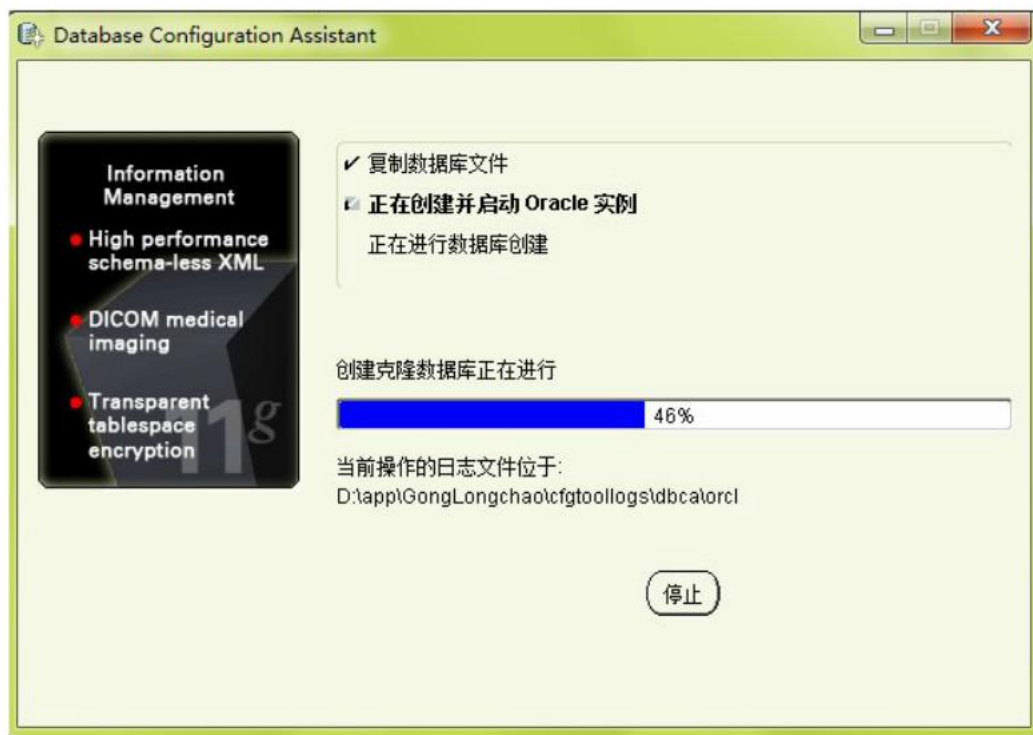 Database Configuration Assistant
Information
Management
High performance
schema-less XML
DICOM medical
imaging
Transparent
tablespace
encryption
11g
复制数据库文件
正在创建并启动 Oracle 实例
正在进行数据库创建
创建克隆数据库正在进行
46%
当前操作的日志文件位于:
D:\app\GongLongchao\cfgtoollogs\dbca\orcl
停止